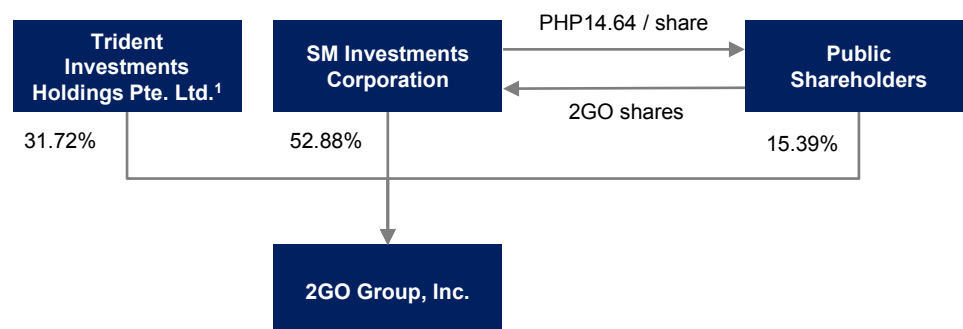 Trident
Investments
Holdings Pte. Ltd.¹
SM Investments
Corporation
PHP14.64 / share
2GO shares
Public
Shareholders
31.72%
52.88%
15.39%
2GO Group, Inc.